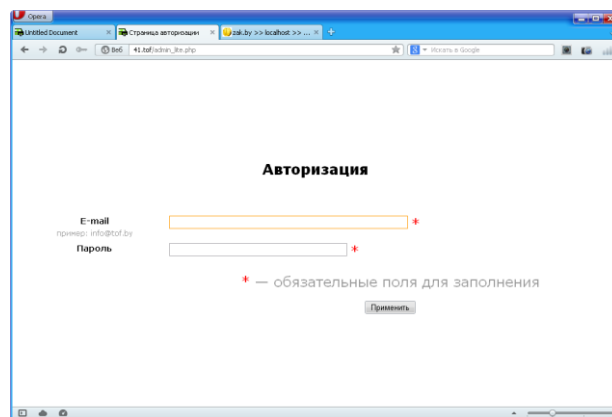 Opera
Untitled Document
Страница авторизации
zak.by >> localhost >> ...
Веб
41.tof/admin_lite.php
Искать в Google
Авторизация
E-mail
*
пример: info@tof.by
Пароль
*
* — обязательные поля для заполнения
Применить